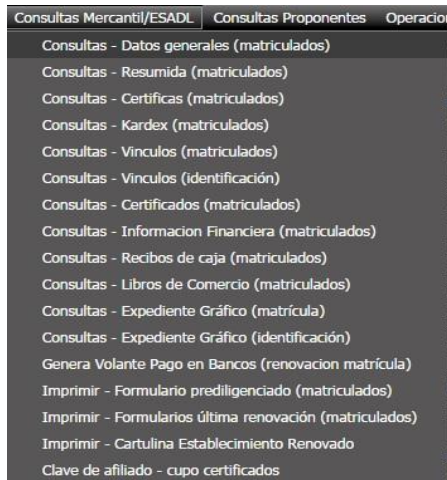 Consultas Mercantil/ESADL Consultas Proponentes
Consultas - Datos generales (matriculados)
Consultas - Resumida (matriculados)
Consultas - Certificas (matriculados)
Consultas - Kardex (matriculados)
Consultas - Vinculos (matriculados)
Consultas - Vinculos (identificación)
Consultas - Certificados (matriculados)
Consultas - Informacion Financiera (matriculados)
Consultas - Recibos de caja (matriculados)
Consultas - Libros de Comercio (matriculados)
Consultas - Expediente Gráfico (matrícula)
Consultas - Expediente Gráfico (identificación)
Genera Volante Pago en Bancos (renovacion matrícula)
Imprimir - Formulario prediligenciado (matriculados)
Imprimir - Formularios última renovación (matriculados)
Imprimir - Cartulina Establecimiento Renovado
Clave de afiliado - cupo certificados